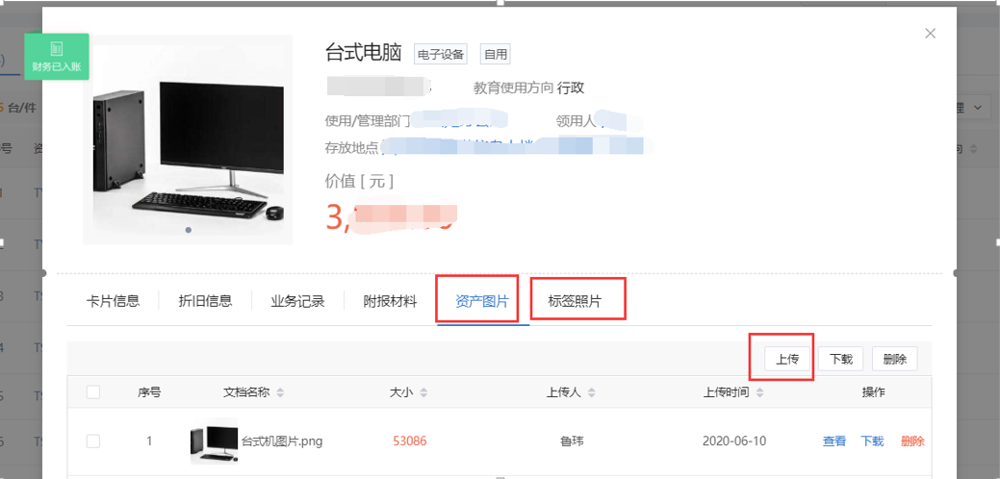 台式电脑 电子设备 自用
财务已入账
教育使用方向 行政
台/件
使用/管理部门 领用人
存放地点
价值 [ 元 ]
3,
卡片信息 折旧信息 业务记录 附报材料 资产图片 标签照片
上传 下载 删除
序号 文档名称 大小 上传人 上传时间 操作
1 台式机图片.png 53086 鲁玮 2020-06-10 查看 下载 删除